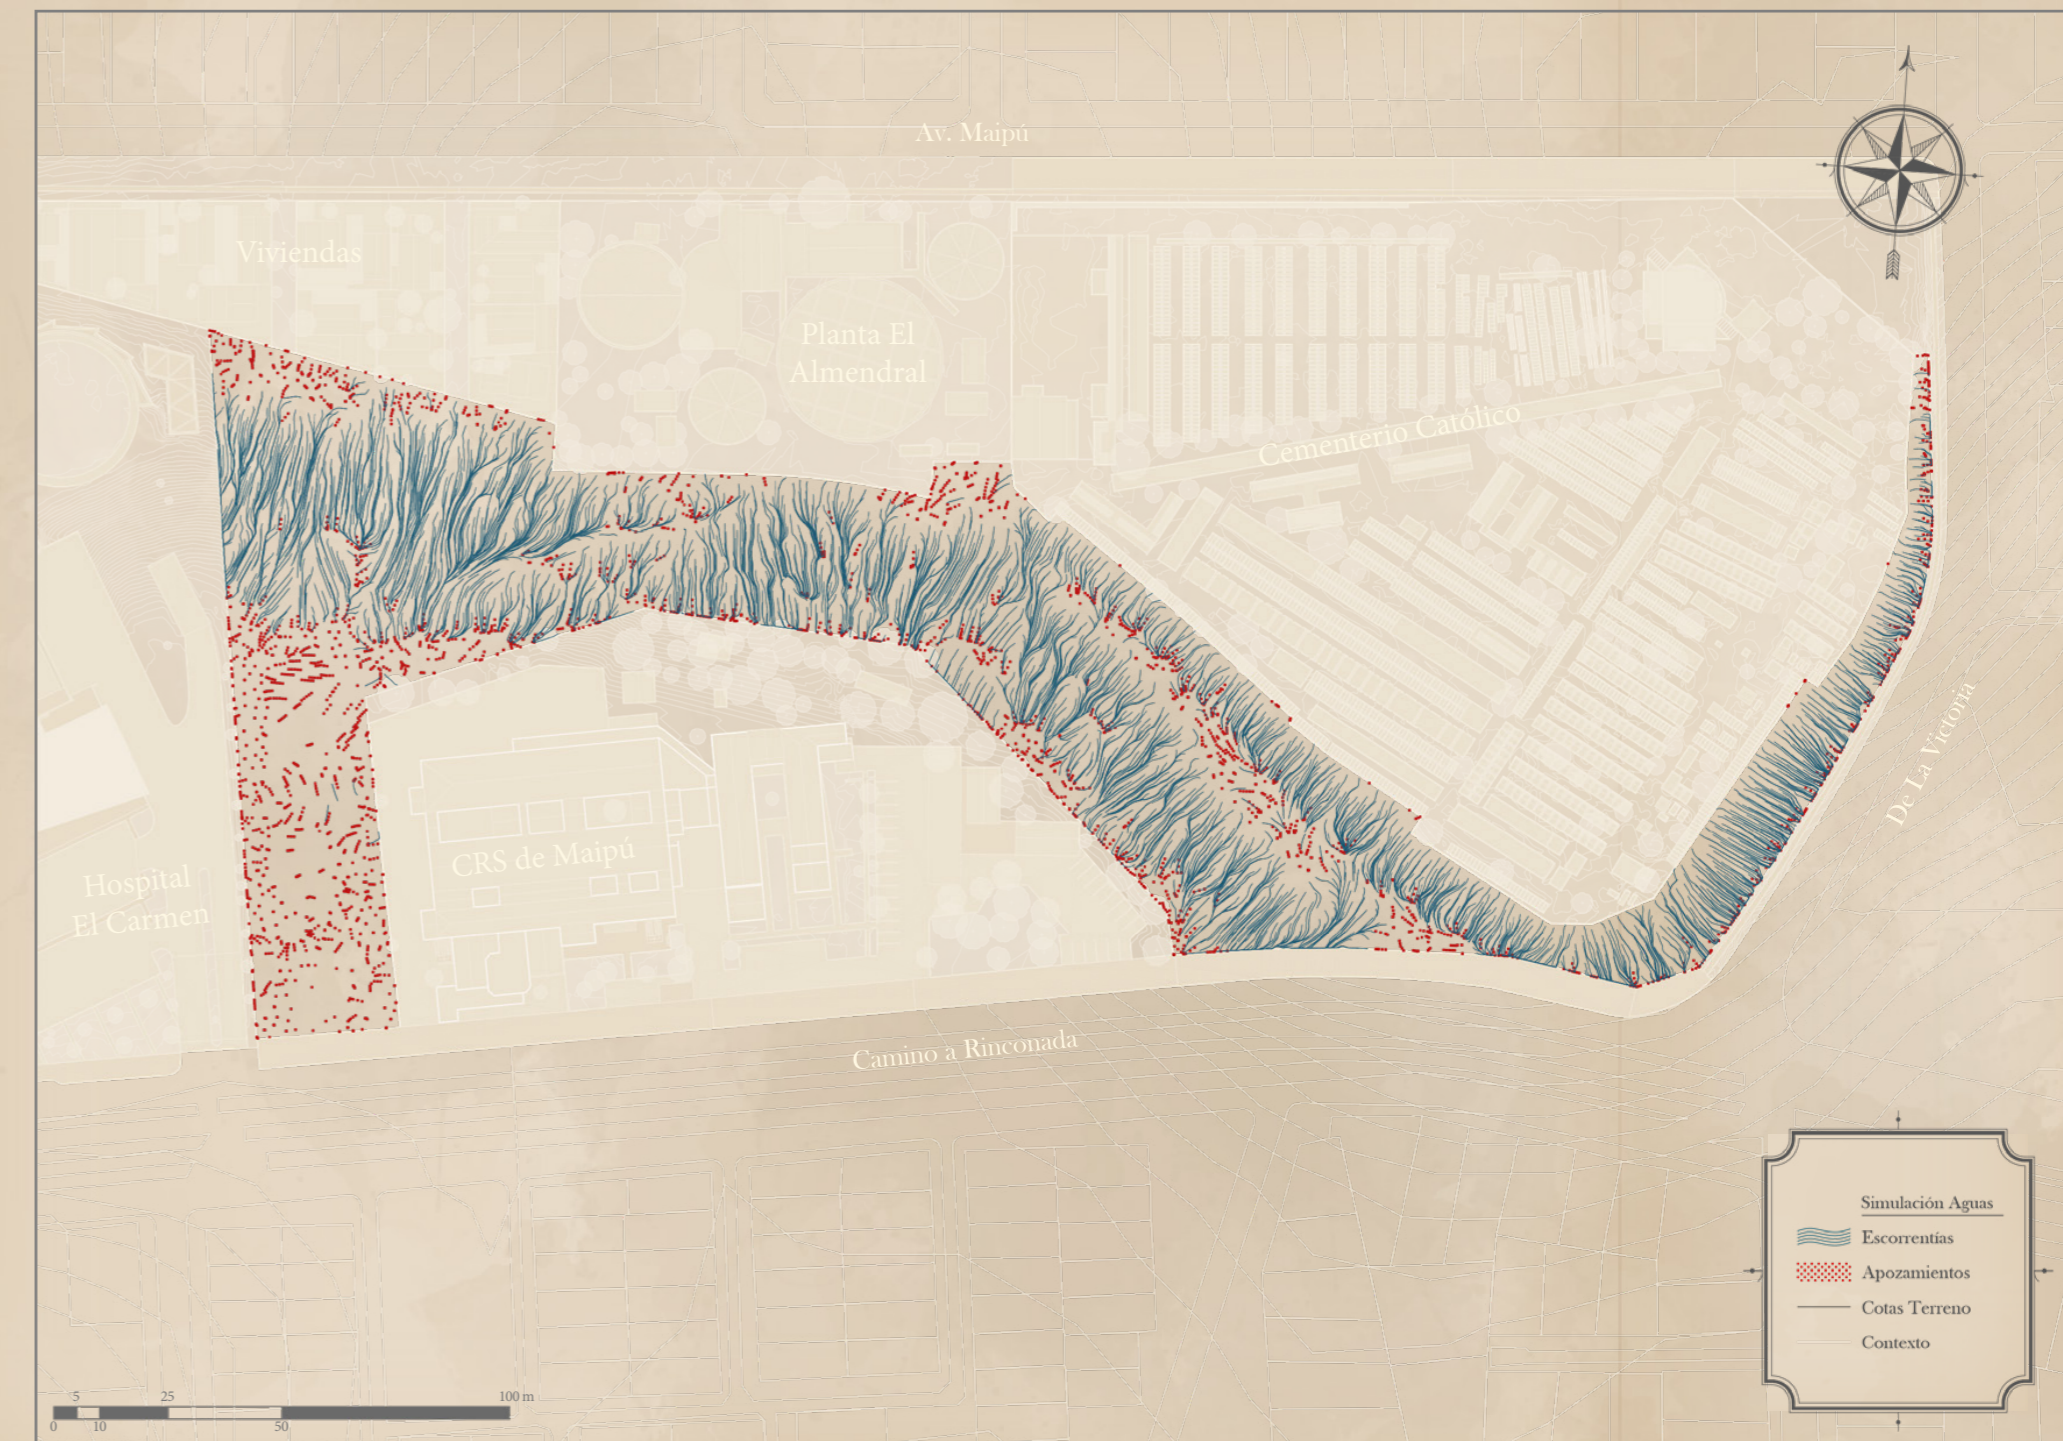 Av. Maipú
Viviendas
Planta El
Almendral
Cementerio Católico
De La Victoria
CRS de Maipú
Hospital
El Carmen
Camino a Rinconada
Simulación Aguas
Escorrentías
Apozamientos
Cotas Terreno
Contexto
5 25 100 m
0 10 50